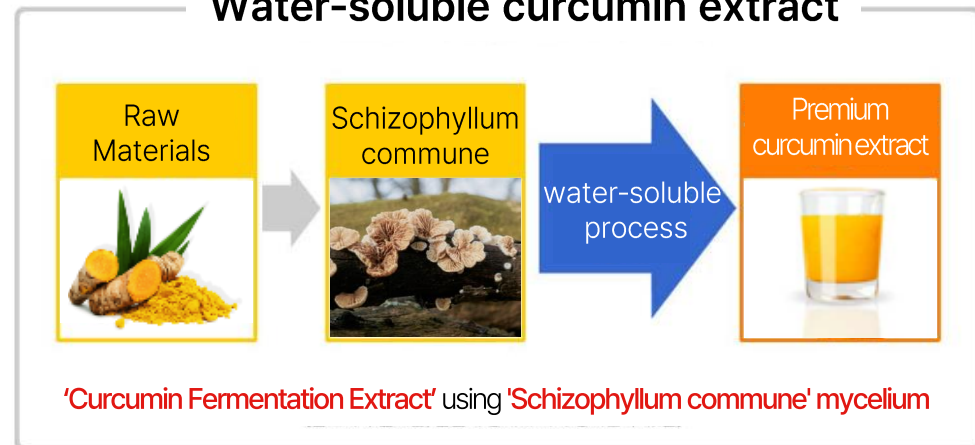 Water-soluble curcumin extract
Raw
Materials
Schizophyllum
commune
water-soluble
process
Premium
curcumin extract
'Curcumin Fermentation Extract' using 'Schizophyllum commune' mycelium